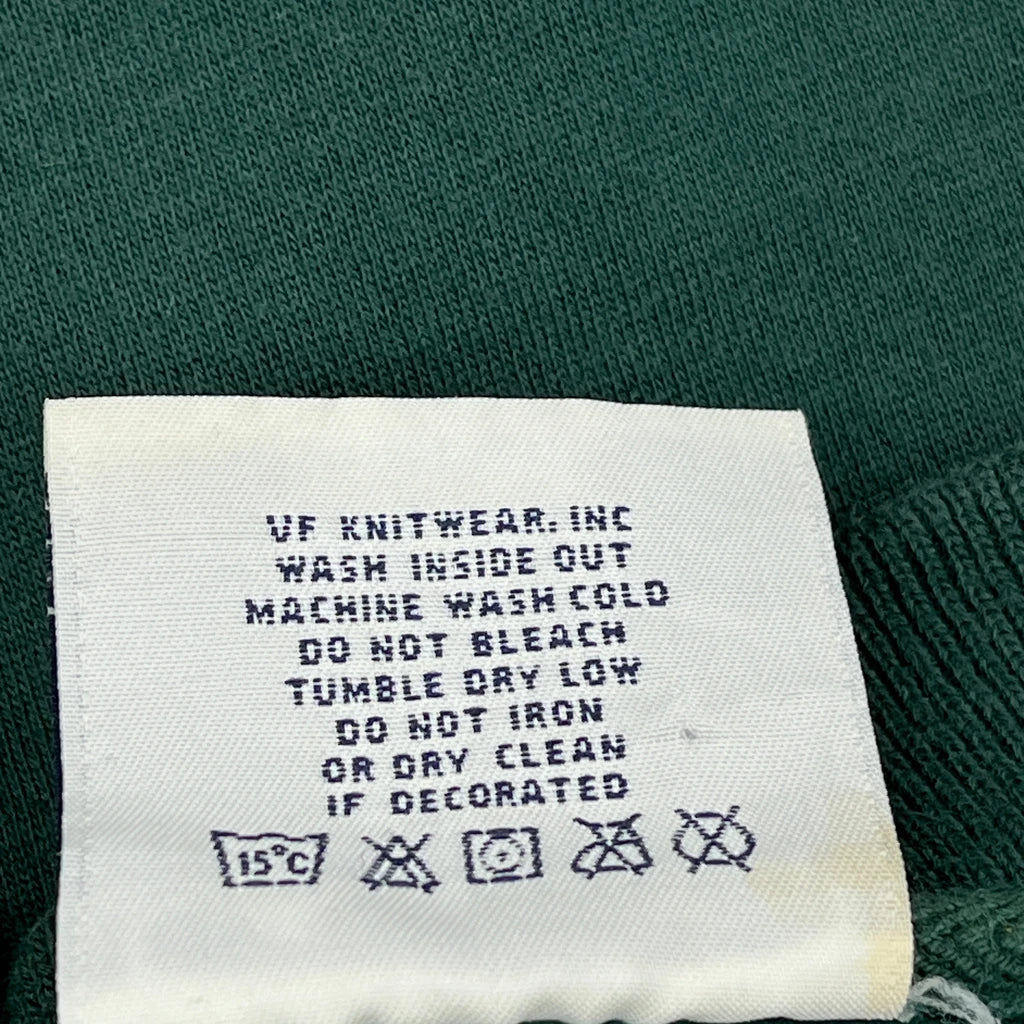 VF KNITWEAR. INC
WASH INSIDE OUT
MACHINE WASH COLD
DO NOT BLEACH
TUMBLE DRY LOW
DO NOT IRON
OR DRY CLEAN
IF DECORATED
15°C